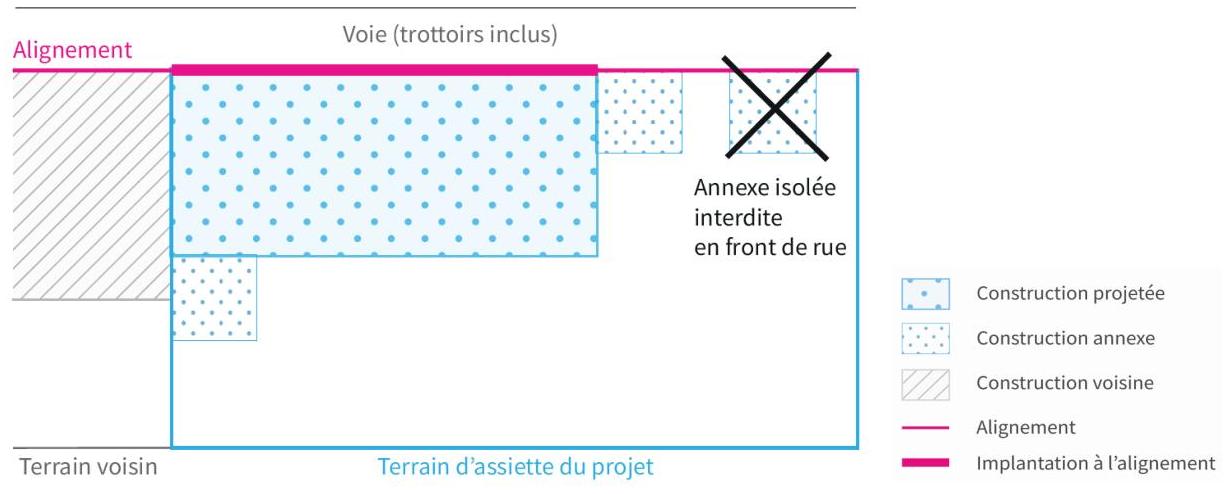 Voie (trottoirs inclus)
Alignement
Annexe isolée
interdite
en front de rue
Terrain voisin
Terrain d’assiette du projet
Construction projetée
Construction annexe
Construction voisine
Alignement
Implantation à l’alignement